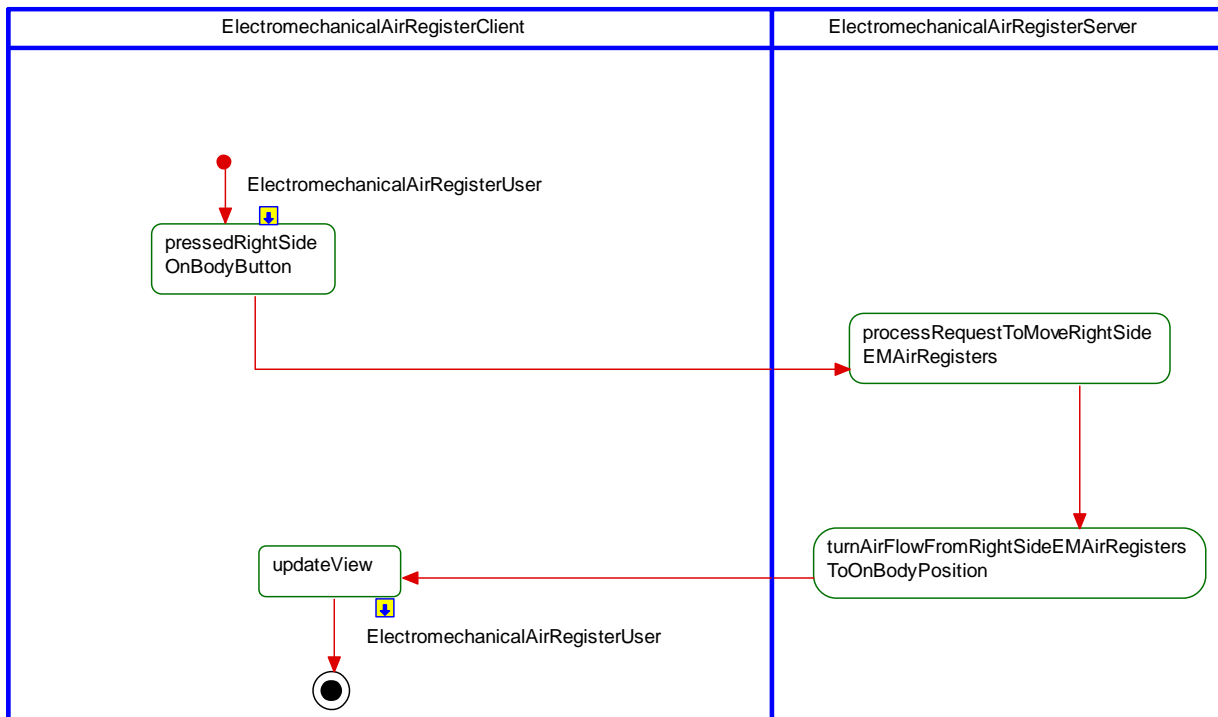 ElectromechanicalAirRegisterClient
ElectromechanicalAirRegisterServer
ElectromechanicalAirRegisterUser
pressedRightSide
OnBodyButton
processRequestToMoveRightSide
EMAirRegisters
turnAirFlowFromRightSideEMAirRegisters
ToOnBodyPosition
updateView
ElectromechanicalAirRegisterUser